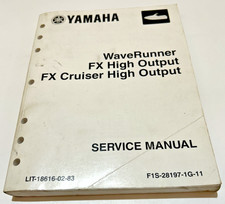 YAMAHA
WaveRunner
FX High Output
FX Cruiser High Output
SERVICE MANUAL
LIT-18616-02-83 F1S-28197-1G-11